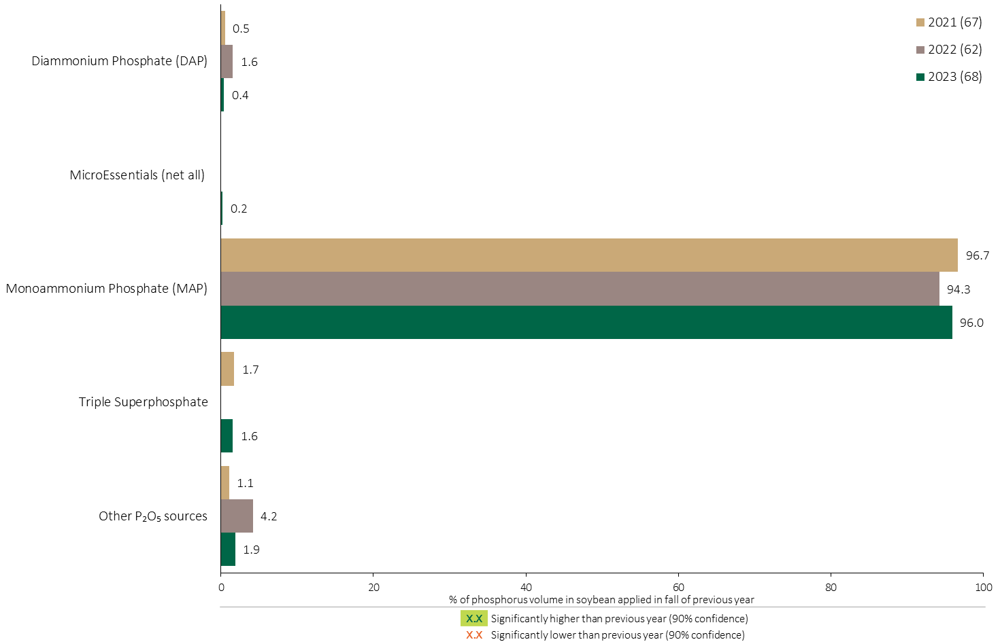 2021 (67)
2022 (62)
2023 (68)
Diammonium Phosphate (DAP)
0.5
1.6
0.4
MicroEssentials (net all)
0.2
Monoammonium Phosphate (MAP)
96.7
94.3
96.0
Triple Superphosphate
1.7
1.6
Other P₂O₅ sources
1.1
4.2
1.9
0 20 40 60 80 100
% of phosphorus volume in soybean applied in fall of previous year
X.X Significantly higher than previous year (90% confidence)
X.X Significantly lower than previous year (90% confidence)